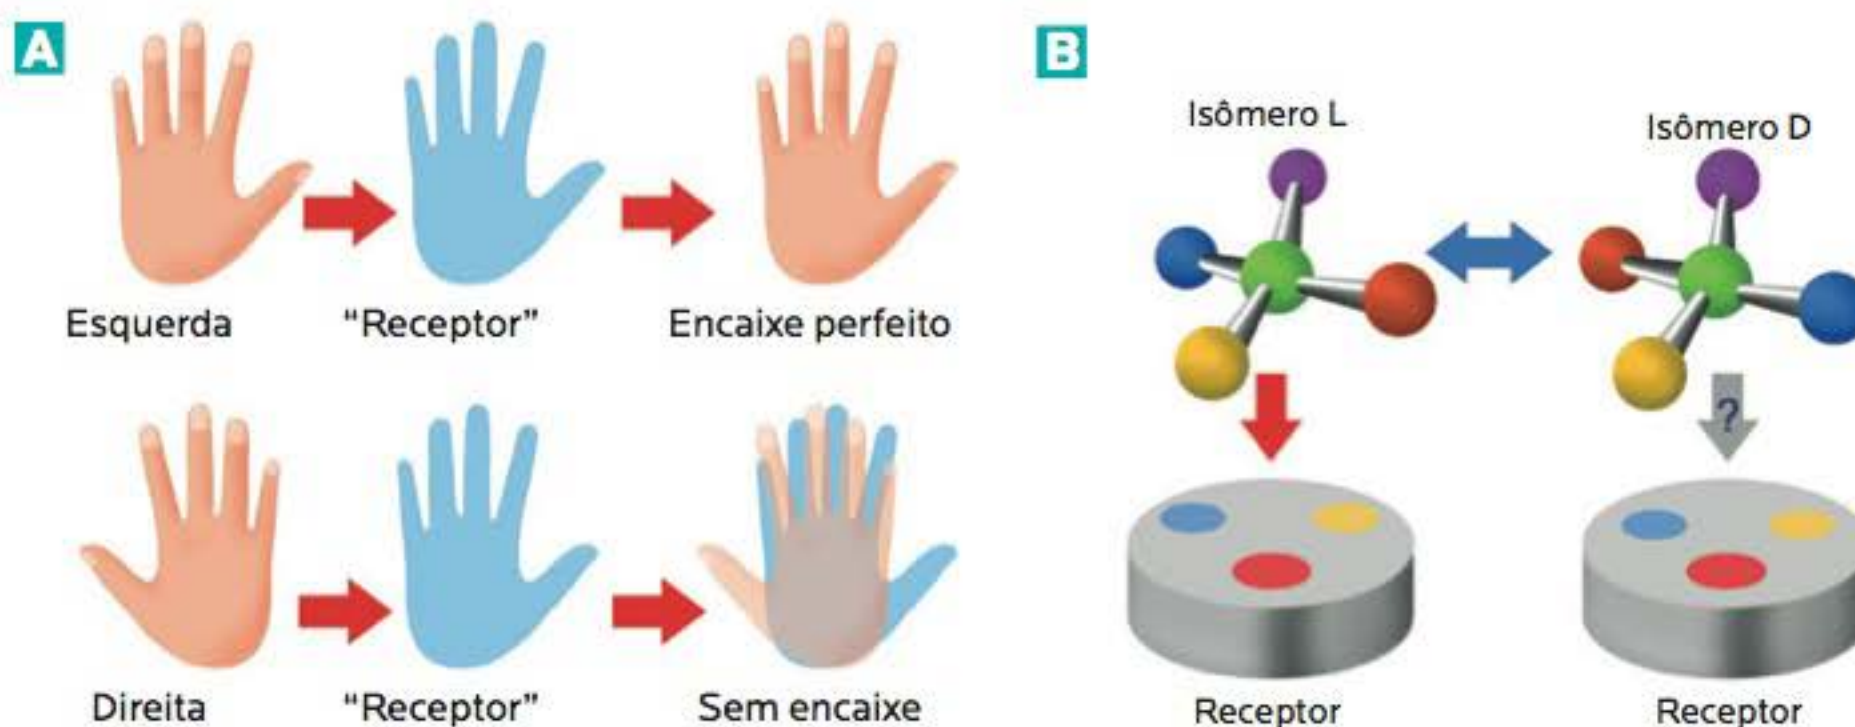 A
Esquerda
“Receptor”
Encaixe perfeito
Direita
“Receptor”
Sem encaixe
B
Isômero L
Isômero D
?
Receptor
Receptor